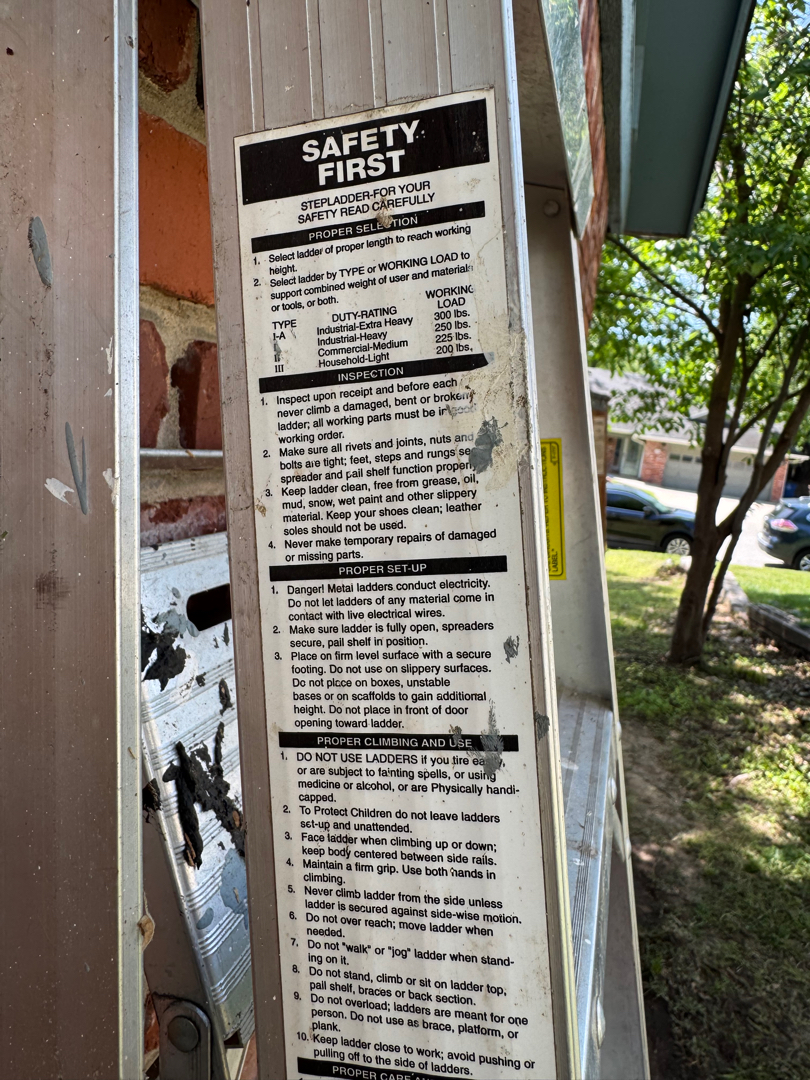 SAFETY
FIRST
STEPLADDER-FOR YOUR
SAFETY READ CAREFULLY
PROPER SELECTION
1. Select ladder of proper length to reach working
height.
2. Select ladder by TYPE or WORKING LOAD to
support combined weight of user and materials
or tools, or both.
TYPE DUTY-RATING WORKING LOAD
I-A Industrial-Extra Heavy 300 lbs.
Industrial-Heavy 250 lbs.
II Commercial-Medium 225 lbs.
III Household-Light 200 lbs.
INSPECTION
1. Inspect upon receipt and before each
never climb a damaged, bent or broken
ladder; all working parts must be in good
working order.
2. Make sure all rivets and joints, nuts and
bolts are tight; feet, steps and rungs
spreader and pail shelf function properly.
3. Keep ladder clean, free from grease, oil,
mud, snow, wet paint and other slippery
material. Keep your shoes clean; leather
soles should not be used.
4. Never make temporary repairs of damaged
or missing parts.
PROPER SET-UP
1. Danger! Metal ladders conduct electricity.
Do not let ladders of any material come in
contact with live electrical wires.
2. Make sure ladder is fully open, spreaders
secure, pail shelf in position.
3. Place on firm level surface with a secure
footing. Do not use on slippery surfaces.
Do not place on boxes, unstable
bases or on scaffolds to gain additional
height. Do not place in front of door
opening toward ladder.
PROPER CLIMBING AND USE
1. DO NOT USE LADDERS if you tire easily,
or are subject to fainting spells, or using
medicine or alcohol, or are Physically handi-
capped.
2. To Protect Children do not leave ladders
set-up and unattended.
3. Face ladder when climbing up or down;
keep body centered between side rails.
4. Maintain a firm grip. Use both hands in
climbing.
5. Never climb ladder from the side unless
ladder is secured against side-wise motion.
6. Do not over reach; move ladder when
needed.
7. Do not "walk" or "jog" ladder when stand-
ing on it.
8. Do not stand, climb or sit on ladder top,
pail shelf, braces or back section.
9. Do not overload; ladders are meant for one
person. Do not use as brace, platform, or
plank.
10. Keep ladder close to work; avoid pushing or
pulling off to the side of ladders.
PROPER CARE
LABEL